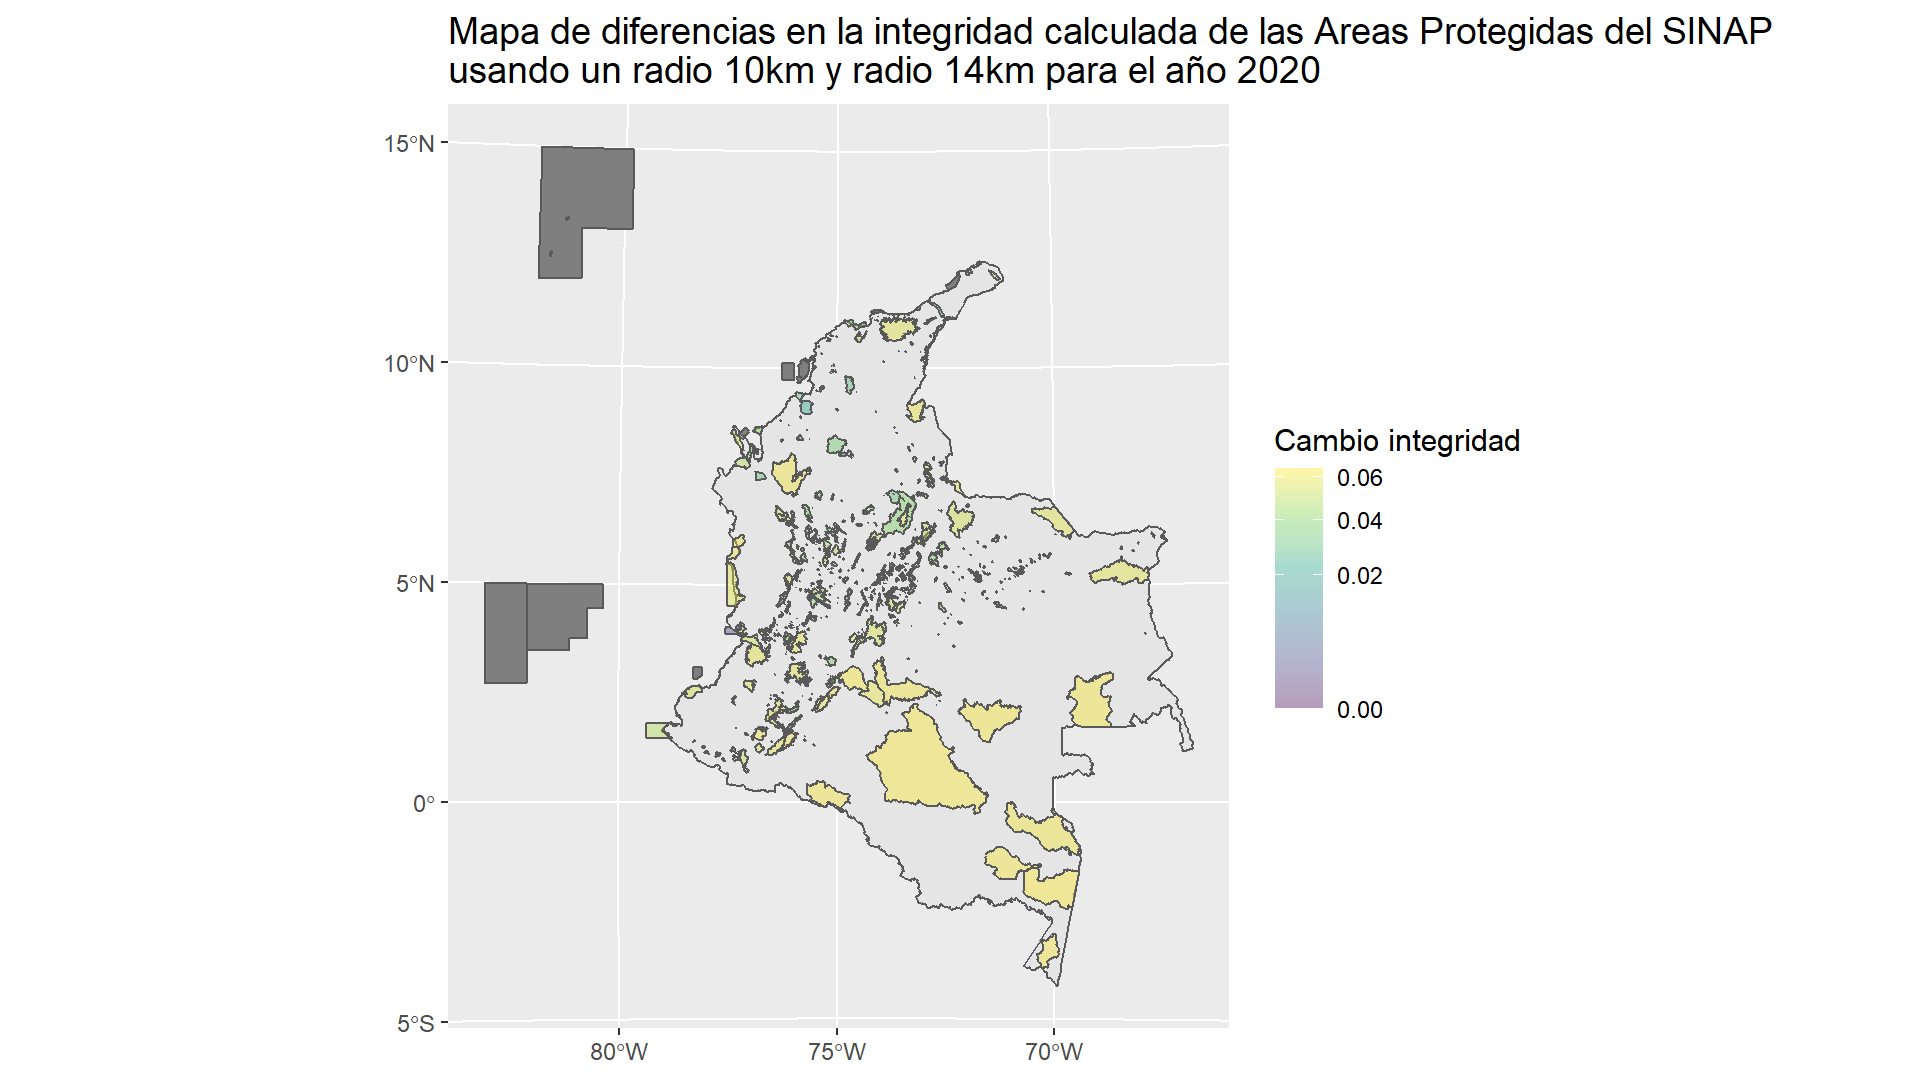 Mapa de diferencias en la integridad calculada de las Areas Protegidas del SINAP
usando un radio 10km y radio 14km para el año 2020
15°N
10°N
5°N
0°
5°S
80°W
75°W
70°W
Cambio integridad
0.06
0.04
0.02
0.00